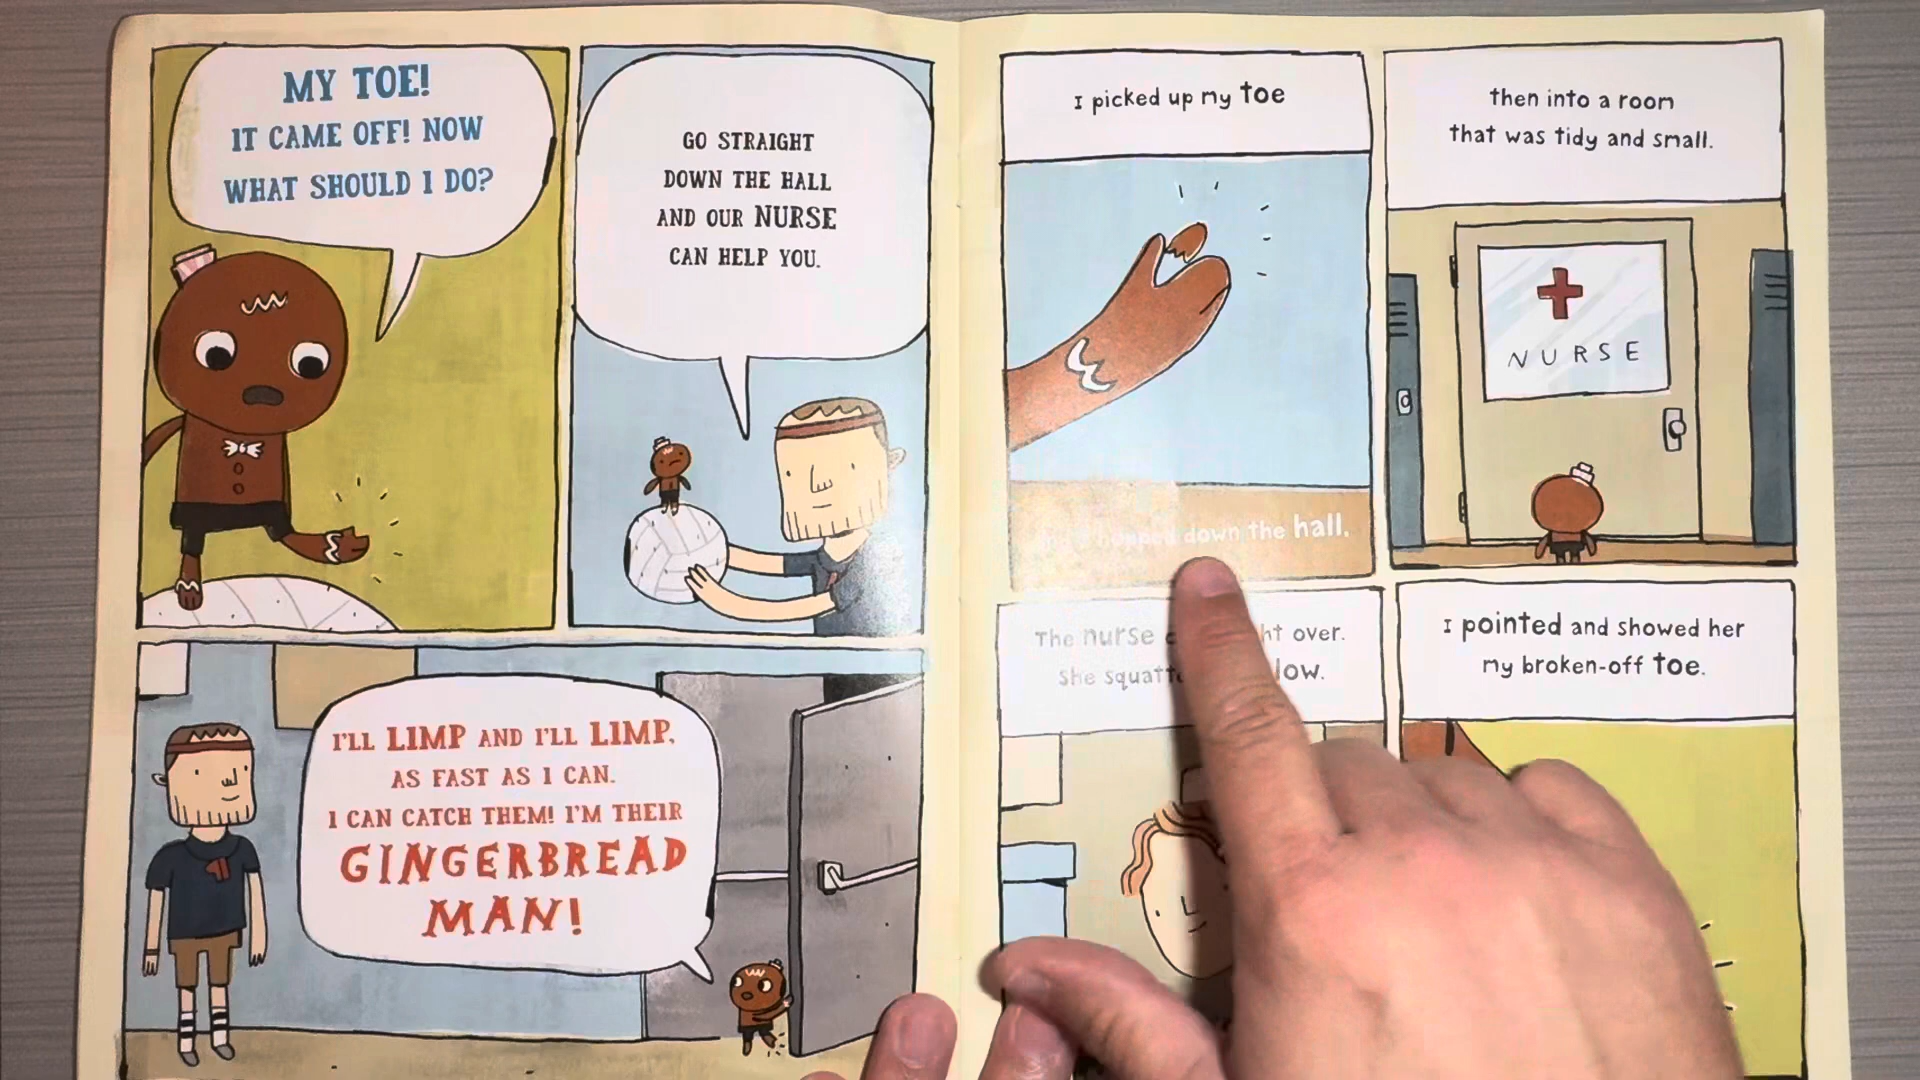 MY TOE!
IT CAME OFF! NOW
WHAT SHOULD I DO?
GO STRAIGHT
DOWN THE HALL
AND OUR NURSE
CAN HELP YOU.
I'LL LIMP AND I'LL LIMP,
AS FAST AS I CAN.
I CAN CATCH THEM! I'M THEIR
GINGERBREAD
MAN!
I picked up my toe
down the hall,
then into a room
that was tidy and small.
NURSE
The nurse over.
She low.
I pointed and showed her
my broken-off toe.